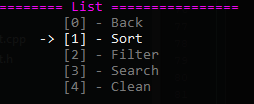 ======== List ================
[0] - Back
-> [1] - Sort
[2] - Filter
[3] - Search
[4] - Clean